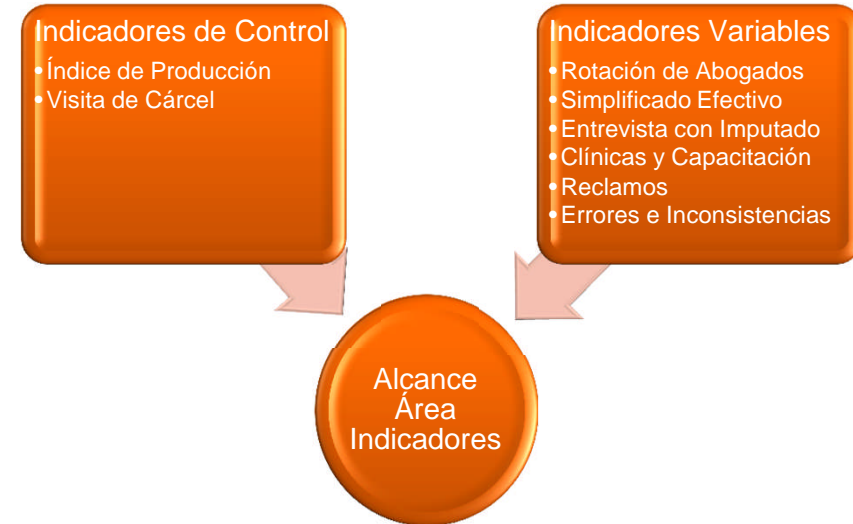 Indicadores de Control
•Índice de Producción
•Visita de Cárcel
Indicadores Variables
•Rotación de Abogados
•Simplificado Efectivo
•Entrevista con Imputado
•Clínicas y Capacitación
•Reclamos
•Errores e Inconsistencias
Alcance
Área
Indicadores